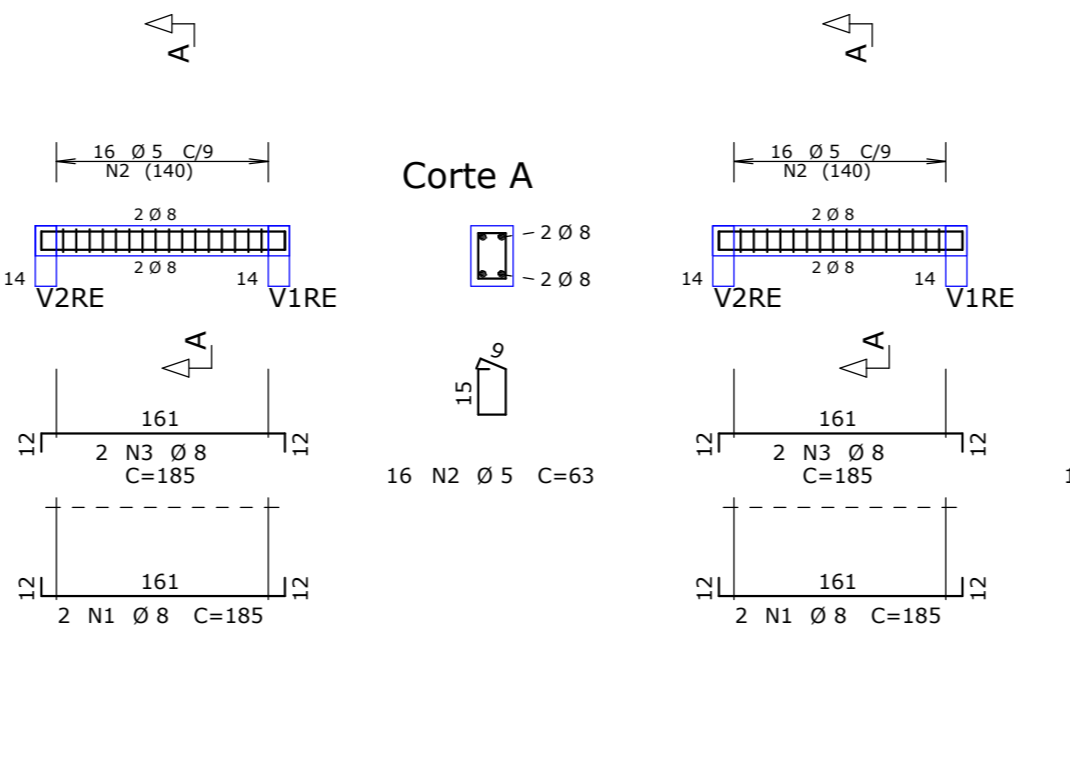 A
16 Ø 5 C/9
N2 (140)
2 Ø 8
2 Ø 8
14
14
V2RE
V1RE
A
161
12
12
2 N3 Ø 8
C=185
161
12
12
2 N1 Ø 8 C=185
Corte A
2 Ø 8
2 Ø 8
9
15
16 N2 Ø 5 C=63
A
16 Ø 5 C/9
N2 (140)
2 Ø 8
2 Ø 8
14
14
V2RE
V1RE
A
161
12
12
2 N3 Ø 8
C=185
161
12
12
2 N1 Ø 8 C=185